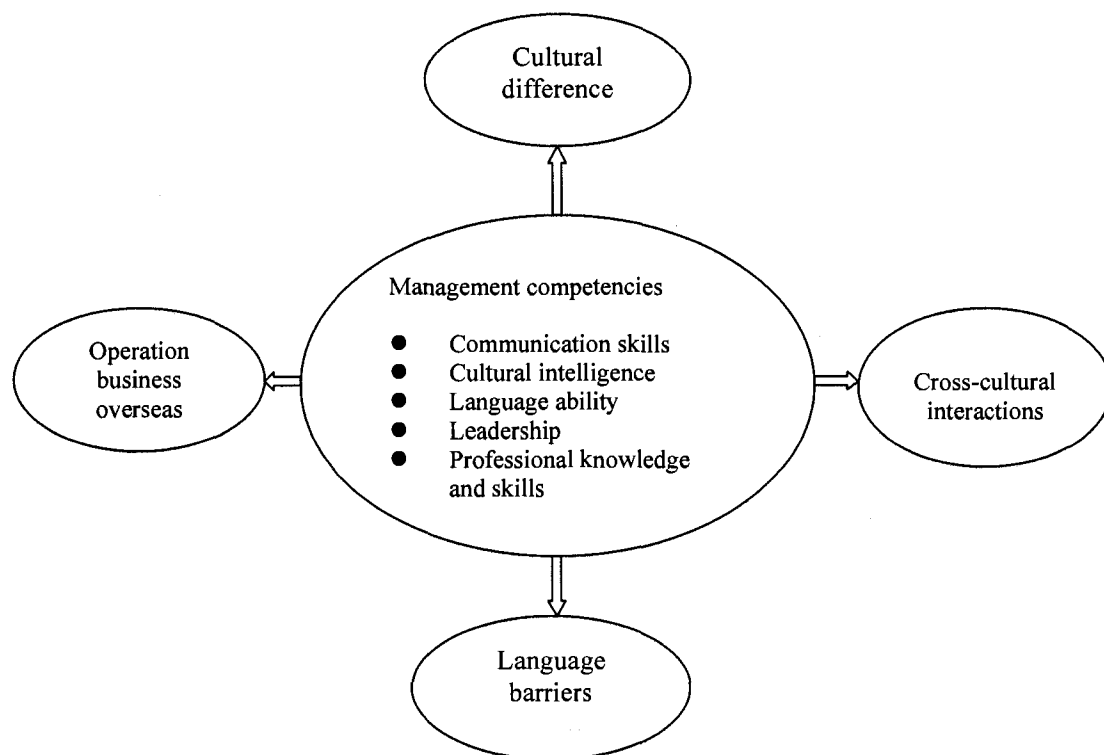 Cultural
difference
Management competencies
● Communication skills
● Cultural intelligence
● Language ability
● Leadership
● Professional knowledge
and skills
Operation
business
overseas
Cross-cultural
interactions
Language
barriers